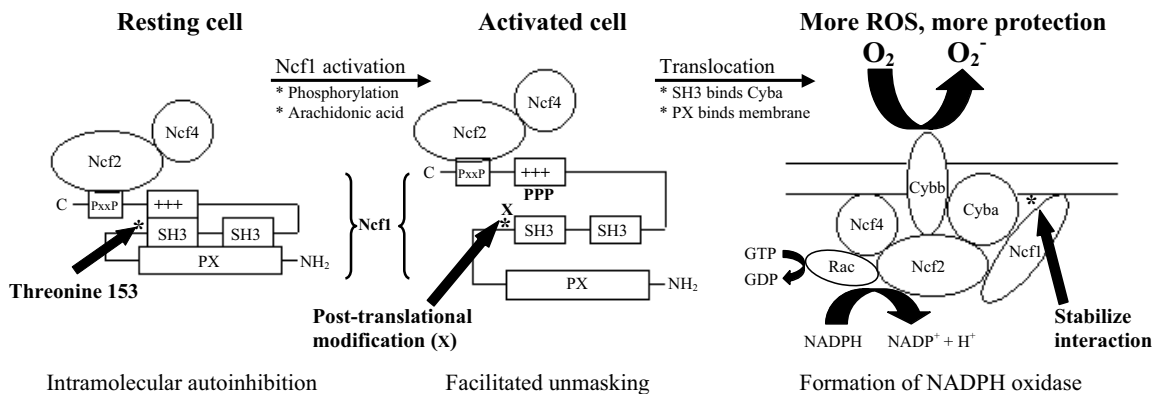 Resting cell
Ncf1 activation
* Phosphorylation
* Arachidonic acid
Activated cell
Translocation
* SH3 binds Cyba
* PX binds membrane
More ROS, more protection
O₂
O₂⁻
Ncf4
Ncf2
C
PxxP
+++
*
SH3
SH3
PX
NH₂
Threonine 153
Ncf1
Ncf4
Ncf2
C
PxxP
+++
PPP
X
*
SH3
SH3
PX
NH₂
Post-translational
modification (X)
Cybb
Cyba
*
Ncf4
Ncf1
GTP
GDP
Rac
Ncf2
NADPH
NADP⁺ + H⁺
Stabilize
interaction
Intramolecular autoinhibition
Facilitated unmasking
Formation of NADPH oxidase